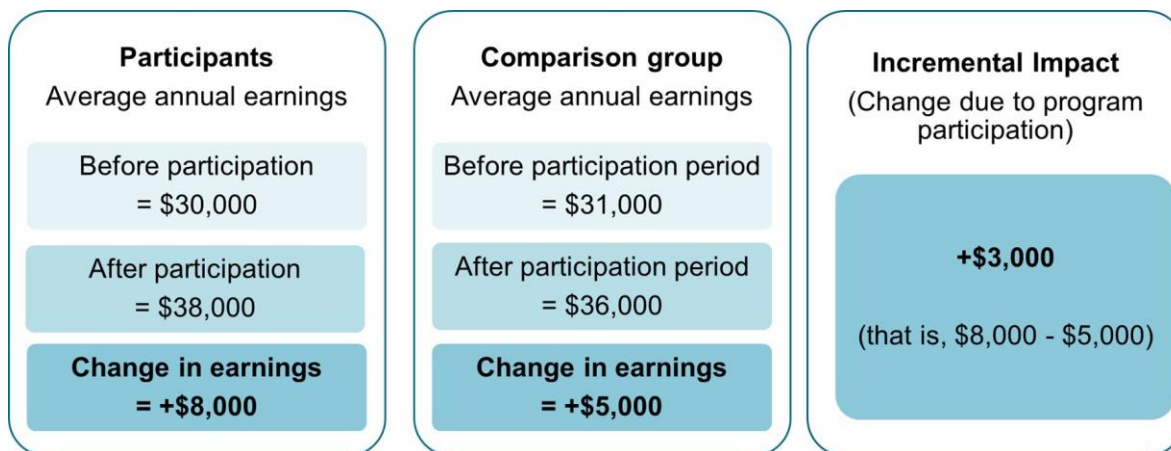 Participants
Average annual earnings
Before participation
= $30,000
After participation
= $38,000
Change in earnings
= +$8,000
Comparison group
Average annual earnings
Before participation period
= $31,000
After participation period
= $36,000
Change in earnings
= +$5,000
Incremental Impact
(Change due to program
participation)
+$3,000
(that is, $8,000 - $5,000)